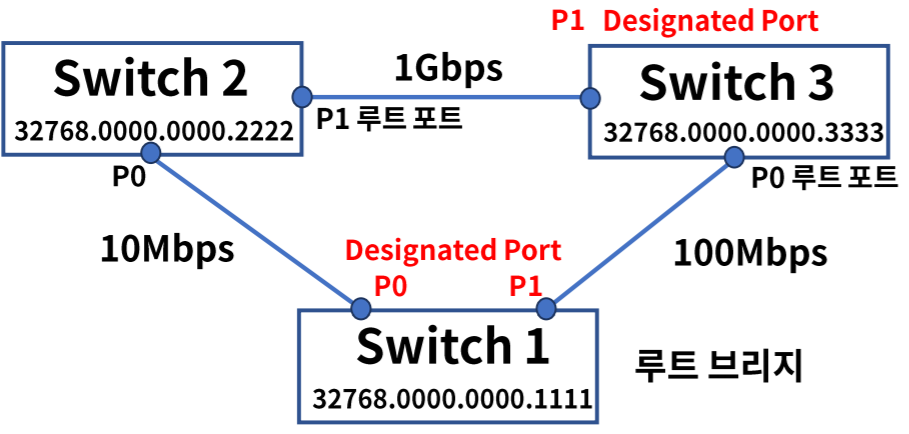 P1 Designated Port
Switch 2
32768.0000.0000.2222
1Gbps
Switch 3
32768.0000.0000.3333
P1 루트 포트
P0
P0 루트 포트
10Mbps
Designated Port
P0 P1
100Mbps
Switch 1
32768.0000.0000.1111
루트 브리지